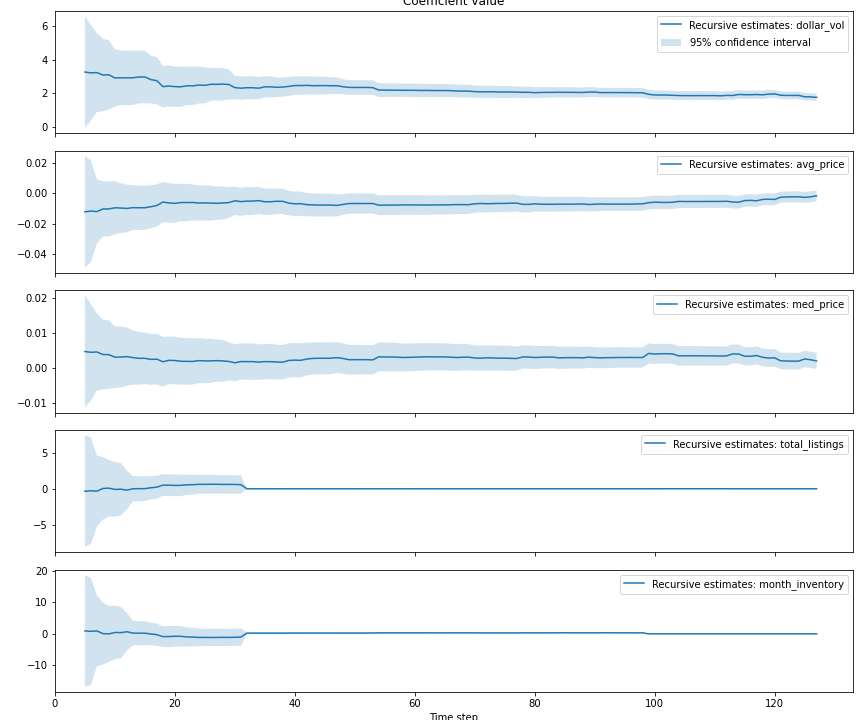 Coefficient value
6
4
2
0
Recursive estimates: dollar_vol
95% confidence interval
0.02
0.00
−0.02
−0.04
Recursive estimates: avg_price
0.02
0.01
0.00
−0.01
Recursive estimates: med_price
5
0
−5
Recursive estimates: total_listings
20
10
0
−10
Recursive estimates: month_inventory
0 20 40 60 80 100 120
Time step